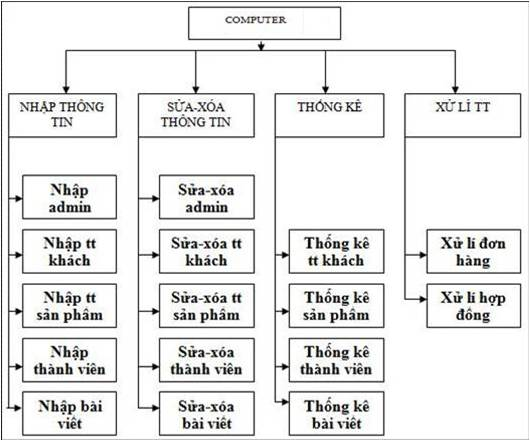 COMPUTER
NHẬP THÔNG
TIN
SỬA-XÓA
THÔNG TIN
THỐNG KÊ
XỬ LÍ TT
Nhập
admin
Sửa-xóa
admin
Nhập tt
khách
Sửa-xóa tt
khách
Thống kê
tt khách
Xử lí đơn
hàng
Nhập tt
sản phẩm
Sửa-xóa tt
sản phẩm
Thống kê
sản phẩm
Xử lí hợp
đồng
Nhập
thành viên
Sửa-xóa
thành viên
Thống kê
thành viên
Nhập bài
viết
Sửa-xóa
bài viết
Thống kê
bài viết